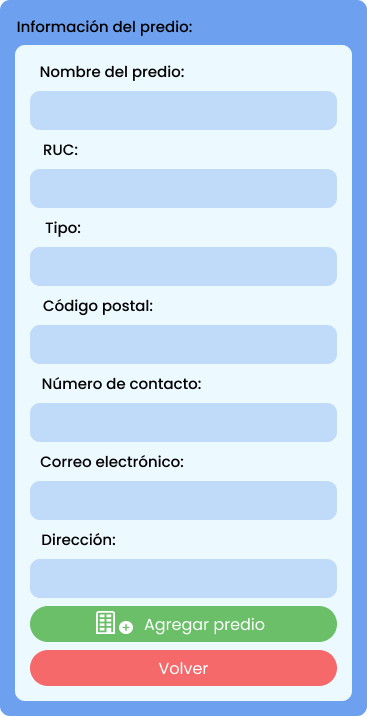 Información del predio:
Nombre del predio:
RUC:
Tipo:
Código postal:
Número de contacto:
Correo electrónico:
Dirección:
Agregar predio
Volver